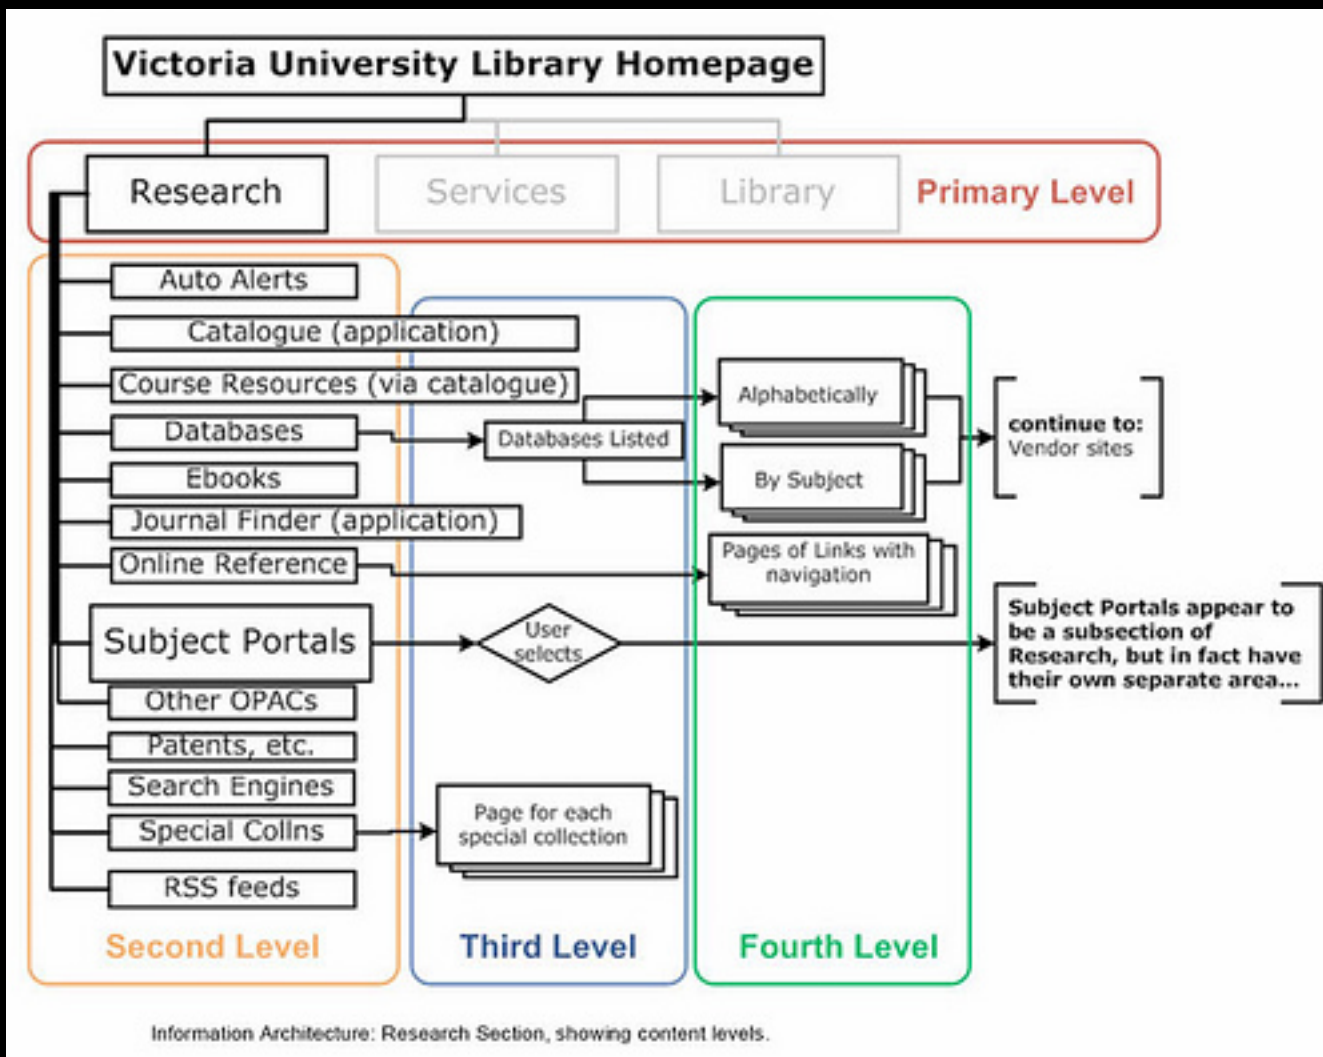 Victoria University Library Homepage
Research
Services
Library
Primary Level
Auto Alerts
Catalogue (application)
Course Resources (via catalogue)
Databases
Ebooks
Journal Finder (application)
Online Reference
Subject Portals
Other OPACs
Patents, etc.
Search Engines
Special Collns
RSS feeds
Second Level
Databases Listed
User
selects
Page for each
special collection
Third Level
Alphabetically
By Subject
Pages of Links with
navigation
Fourth Level
continue to:
Vendor sites
Subject Portals appear to
be a subsection of
Research, but in fact have
their own separate area...
Information Architecture: Research Section, showing content levels.